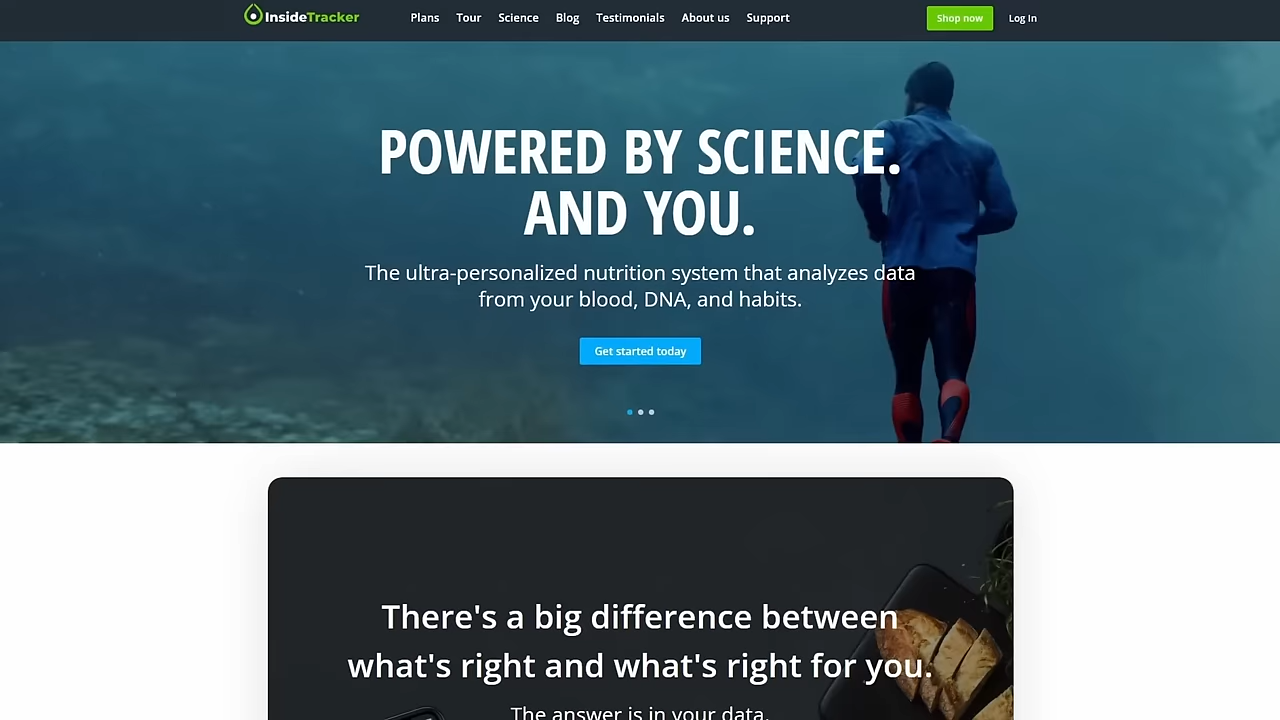 InsideTracker
Plans Tour Science Blog Testimonials About us Support
Shop now Log In
POWERED BY SCIENCE.
AND YOU.
The ultra-personalized nutrition system that analyzes data
from your blood, DNA, and habits.
Get started today
There's a big difference between
what's right and what's right for you.
The answer is in your data.